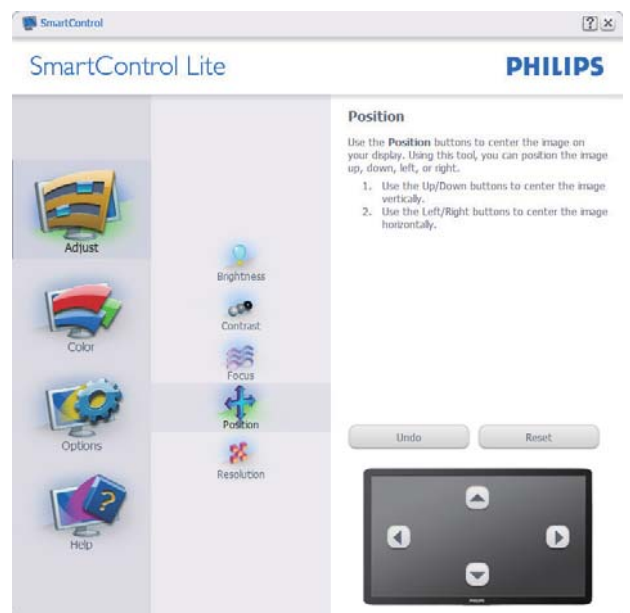 SmartControl
SmartControl Lite
PHILIPS
Adjust
Color
Options
Help
Brightness
Contrast
Focus
Position
Resolution
Position
Use the Position buttons to center the image on
your display. Using this tool, you can position the image
up, down, left, or right.
1. Use the Up/Down buttons to center the image
vertically.
2. Use the Left/Right buttons to center the image
horizontally.
Undo
Reset
PHILIPS